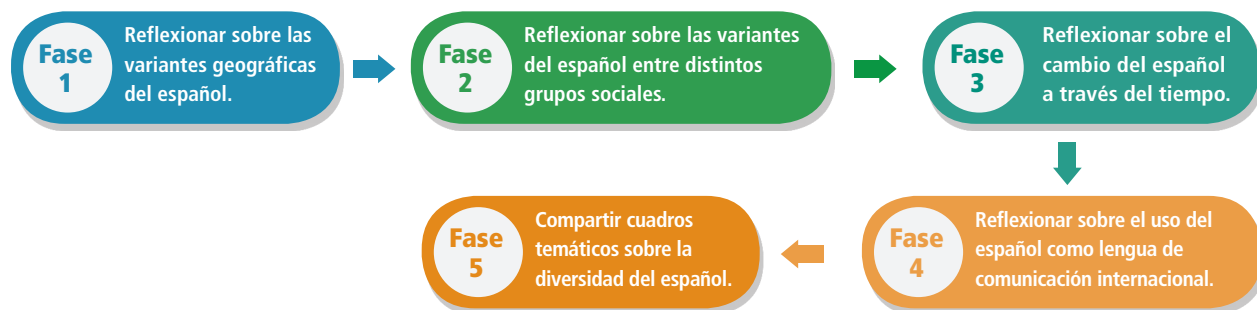 Fase
1
Reflexionar sobre las
variantes geográficas
del español.
Fase
2
Reflexionar sobre las variantes
del español entre distintos
grupos sociales.
Fase
3
Reflexionar sobre el
cambio del español
a través del tiempo.
Fase
4
Reflexionar sobre el uso del
español como lengua de
comunicación internacional.
Fase
5
Compartir cuadros
temáticos sobre la
diversidad del español.